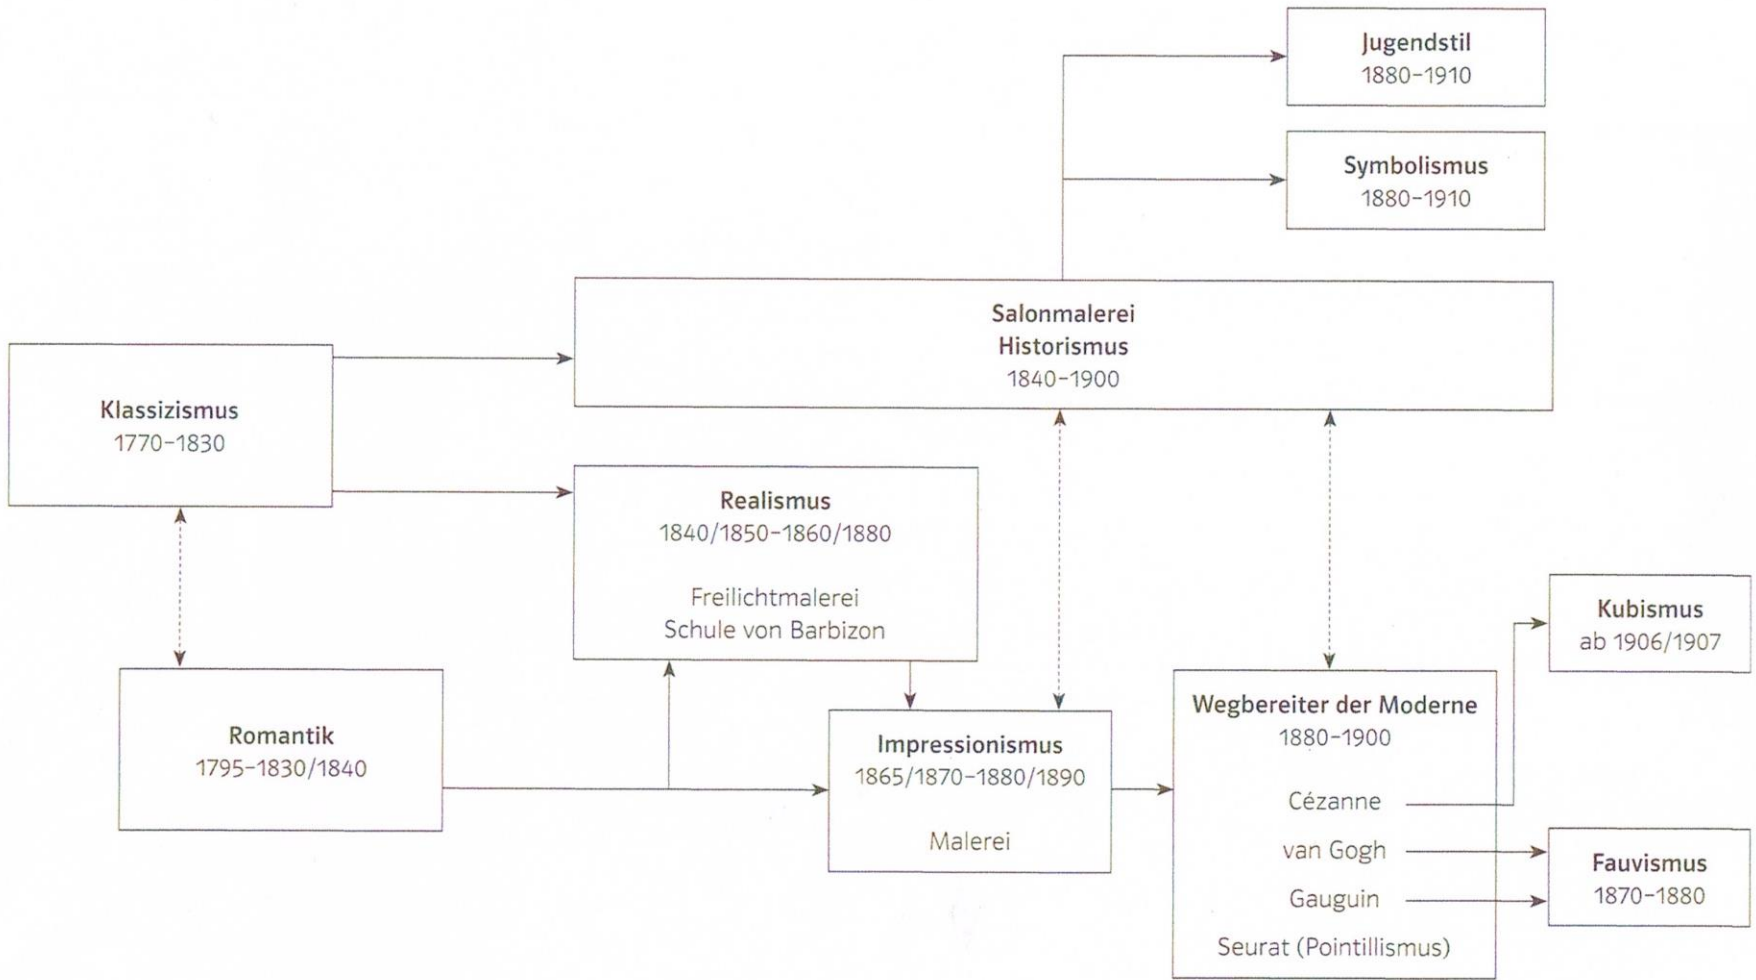 Jugendstil
1880–1910
Symbolismus
1880–1910
Salonmalerei
Historismus
1840–1900
Klassizismus
1770–1830
Realismus
1840/1850–1860/1880
Freilichtmalerei
Schule von Barbizon
Kubismus
ab 1906/1907
Romantik
1795–1830/1840
Impressionismus
1865/1870–1880/1890
Malerei
Wegbereiter der Moderne
1880–1900
Cézanne
van Gogh
Gauguin
Seurat (Pointillismus)
Fauvismus
1870–1880